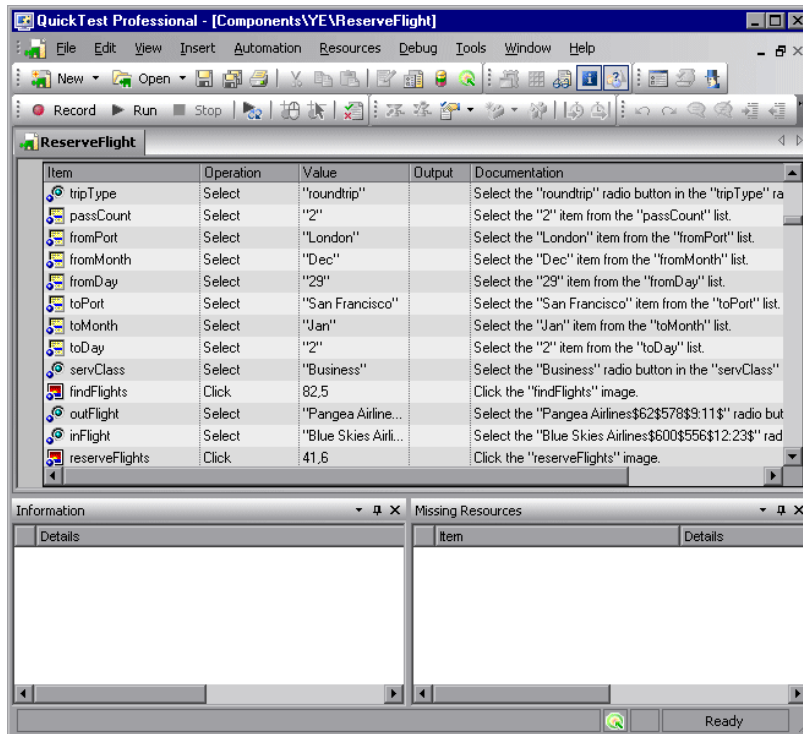 QuickTest Professional - [Components\YE\ReserveFlight]
File Edit View Insert Automation Resources Debug Tools Window Help
New Open
Record Run Stop
ReserveFlight
Item Operation Value Output Documentation
tripType Select "roundtrip" Select the "roundtrip" radio button in the "tripType" ra
passCount Select "2" Select the "2" item from the "passCount" list.
fromPort Select "London" Select the "London" item from the "fromPort" list.
fromMonth Select "Dec" Select the "Dec" item from the "fromMonth" list.
fromDay Select "29" Select the "29" item from the "fromDay" list.
toPort Select "San Francisco" Select the "San Francisco" item from the "toPort" list.
toMonth Select "Jan" Select the "Jan" item from the "toMonth" list.
toDay Select "2" Select the "2" item from the "toDay" list.
servClass Select "Business" Select the "Business" radio button in the "servClass"
findFlights Click 82,5 Click the "findFlights" image.
outFlight Select "Pangea Airline... Select the "Pangea Airlines$62$578$9:11$" radio but
inFlight Select "Blue Skies Airli... Select the "Blue Skies Airlines$600$556$12:23$" rad
reserveFlights Click 41,6 Click the "reserveFlights" image.
Information Missing Resources
Details Item Details
Ready